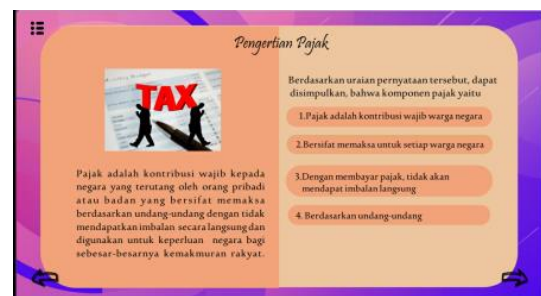 Pengertian Pajak
TAX
Pajak adalah kontribusi wajib kepada
negara yang terutang oleh orang pribadi
atau badan yang bersifat memaksa
berdasarkan undang-undang dengan tidak
mendapatkan imbalan secara langsung dan
digunakan untuk keperluan negara bagi
sebesar-besarnya kemakmuran rakyat.
Berdasarkan uraian pernyataan tersebut, dapat
disimpulkan, bahwa komponen pajak yaitu
1.Pajak adalah kontribusi wajib warga negara
2.Bersifat memaksa untuk setiap warga negara
3.Dengan membayar pajak, tidak akan
mendapat imbalan langsung
4. Berdasarkan undang-undang